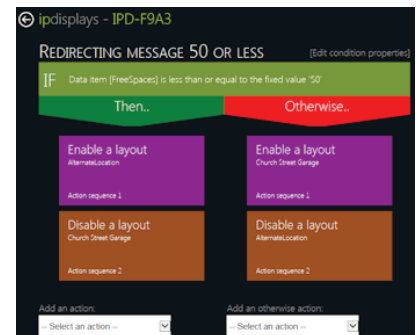 ipdisplays - IPD-F9A3
REDIRECTING MESSAGE 50 OR LESS
[Edit condition properties]
IF Data item [FreeSpaces] is less than or equal to the fixed value '50'
Then..
Otherwise..
Enable a layout
AlternateLocation
Action sequence 1
Enable a layout
Church Street Garage
Action sequence 1
Disable a layout
Church Street Garage
Action sequence 2
Disable a layout
AlternateLocation
Action sequence 2
Add an action:
-- Select an action --
Add an otherwise action:
-- Select an action --